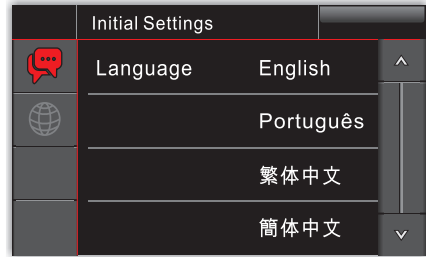 Initial Settings
Language English
Português
繁体中文
簡体中文